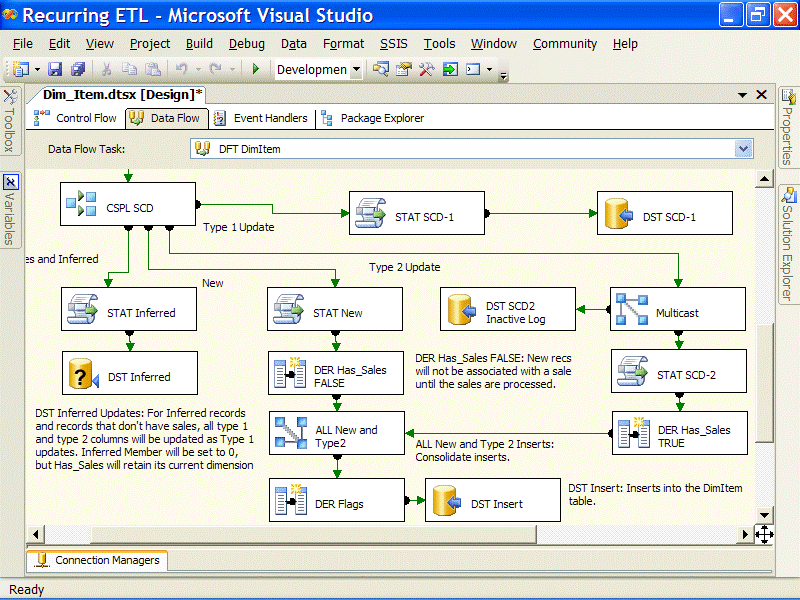 Recurring ETL - Microsoft Visual Studio
File Edit View Project Build Debug Data Format SSIS Tools Window Community Help
Developmen
Dim_Item.dtsx [Design]*
Control Flow Data Flow Event Handlers Package Explorer
Data Flow Task: DFT DimItem
Toolbox
Variables
Properties
Solution Explorer
CSPL SCD
Type 1 Update
STAT SCD-1
DST SCD-1
es and Inferred
New
Type 2 Update
STAT Inferred
STAT New
DST SCD2
Inactive Log
Multicast
DST Inferred
DER Has_Sales
FALSE
DER Has_Sales FALSE: New recs
will not be associated with a sale
until the sales are processed.
STAT SCD-2
DST Inferred Updates: For Inferred records
and records that don't have sales, all type 1
and type 2 columns will be updated as Type 1
updates. Inferred Member will be set to 0,
but Has_Sales will retain its current dimension
ALL New and
Type2
ALL New and Type 2 Inserts:
Consolidate inserts.
DER Has_Sales
TRUE
DER Flags
DST Insert
DST Insert: Inserts into the DimItem
table.
Connection Managers
Ready